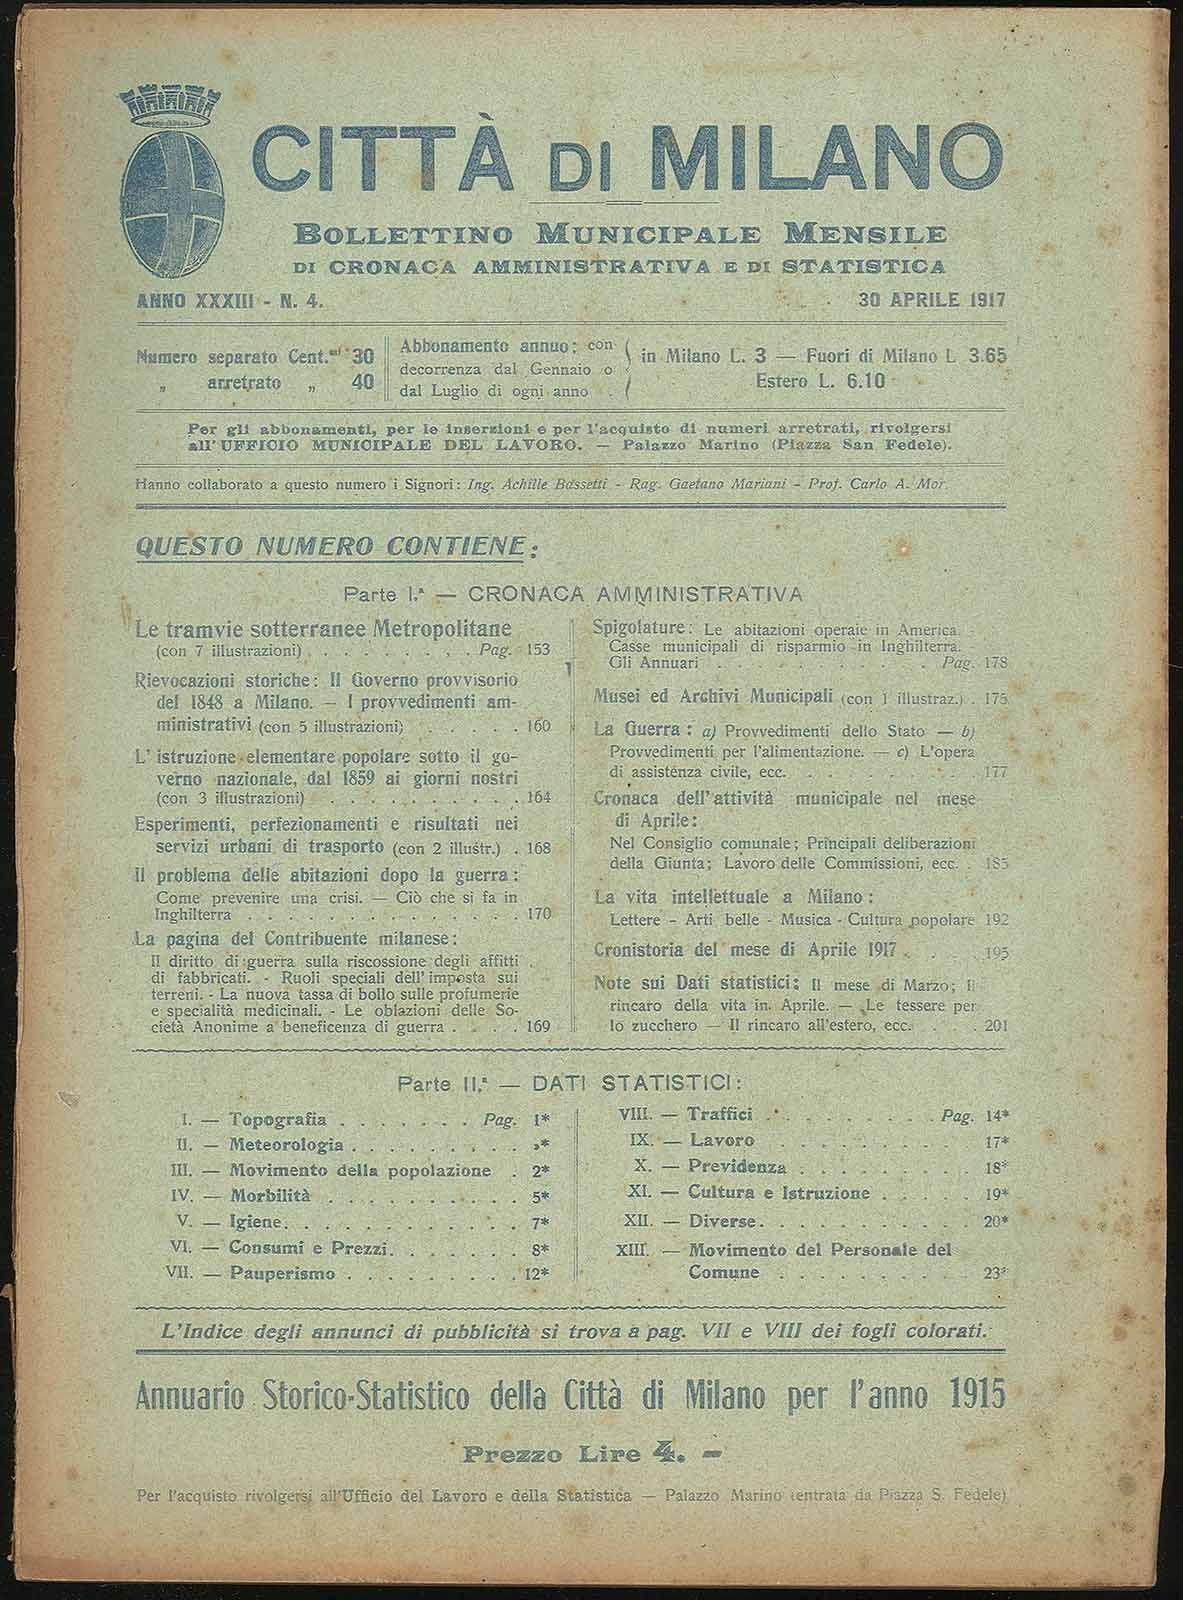 CITTÀ DI MILANO
BOLLETTINO MUNICIPALE MENSILE
DI CRONACA AMMINISTRATIVA E DI STATISTICA
ANNO XXXIII - N. 4.
30 APRILE 1917
Numero separato Cent.mi 30
„ arretrato „ 40
Abbonamento annuo: con
decorrenza dal Gennaio o
dal Luglio di ogni anno .
in Milano L. 3 — Fuori di Milano L 3.65
Estero L. 6.10
Per gli abbonamenti, per le inserzioni e per l'acquisto di numeri arretrati, rivolgersi
all'UFFICIO MUNICIPALE DEL LAVORO. — Palazzo Marino (Piazza San Fedele).
Hanno collaborato a questo numero i Signori: Ing. Achille Bassetti - Rag. Gaetano Mariani - Prof. Carlo A. Mor.
QUESTO NUMERO CONTIENE:
Parte I.ª — CRONACA AMMINISTRATIVA
Le tramvie sotterranee Metropolitane
(con 7 illustrazioni) . . . . . . . . Pag. 153
Rievocazioni storiche: Il Governo provvisorio
del 1848 a Milano. — I provvedimenti am-
ministrativi (con 5 illustrazioni) . . . . . 160
L' istruzione elementare popolare sotto il go-
verno nazionale, dal 1859 ai giorni nostri
(con 3 illustrazioni) . . . . . . . . . . 164
Esperimenti, perfezionamenti e risultati nei
servizi urbani di trasporto (con 2 illustr.) . 168
Il problema delle abitazioni dopo la guerra:
Come prevenire una crisi. — Ciò che si fa in
Inghilterra . . . . . . . . . . . . . . 170
La pagina del Contribuente milanese:
Il diritto di guerra sulla riscossione degli affitti
di fabbricati. - Ruoli speciali dell'imposta sui
terreni. - La nuova tassa di bollo sulle profumerie
e specialità medicinali. - Le oblazioni delle So-
cietà Anonime a beneficenza di guerra . . . . 169
Spigolature: Le abitazioni operaie in America. -
Casse municipali di risparmio in Inghilterra. -
Gli Annuari . . . . . . . . . . Pag. 178
Musei ed Archivi Municipali (con 1 illustraz.) . 175
La Guerra: a) Provvedimenti dello Stato — b)
Provvedimenti per l'alimentazione. — c) L'opera
di assistenza civile, ecc. . . . . . . . . . 177
Cronaca dell'attività municipale nel mese
di Aprile:
Nel Consiglio comunale; Principali deliberazioni
della Giunta; Lavoro delle Commissioni, ecc. . 185
La vita intellettuale a Milano:
Lettere - Arti belle - Musica - Cultura popolare 192
Cronistoria del mese di Aprile 1917 . . . . 195
Note sui Dati statistici: Il mese di Marzo; Il
rincaro della vita in Aprile. — Le tessere per
lo zucchero — Il rincaro all'estero, ecc. . . . 201
Parte II.ª — DATI STATISTICI:
I. — Topografia . . . . . . . Pag. 1*
II. — Meteorologia . . . . . . . . . »*
III. — Movimento della popolazione . 2*
IV. — Morbilità . . . . . . . . . . . 5*
V. — Igiene. . . . . . . . . . . . . 7*
VI. — Consumi e Prezzi. . . . . . . 8*
VII. — Pauperismo . . . . . . . . . . 12*
VIII. — Traffici . . . . . . . . Pag. 14*
IX. — Lavoro . . . . . . . . . . 17*
X. — Previdenza . . . . . . . . . 18*
XI. — Cultura e Istruzione . . . . . 19*
XII. — Diverse. . . . . . . . . . . 20*
XIII. — Movimento del Personale del
Comune . . . . . . . . . . 23*
L'Indice degli annunci di pubblicità si trova a pag. VII e VIII dei fogli colorati.
Annuario Storico-Statistico della Città di Milano per l'anno 1915
Prezzo Lire 4. —
Per l'acquisto rivolgersi all'Ufficio del Lavoro e della Statistica — Palazzo Marino (entrata da Piazza S. Fedele)